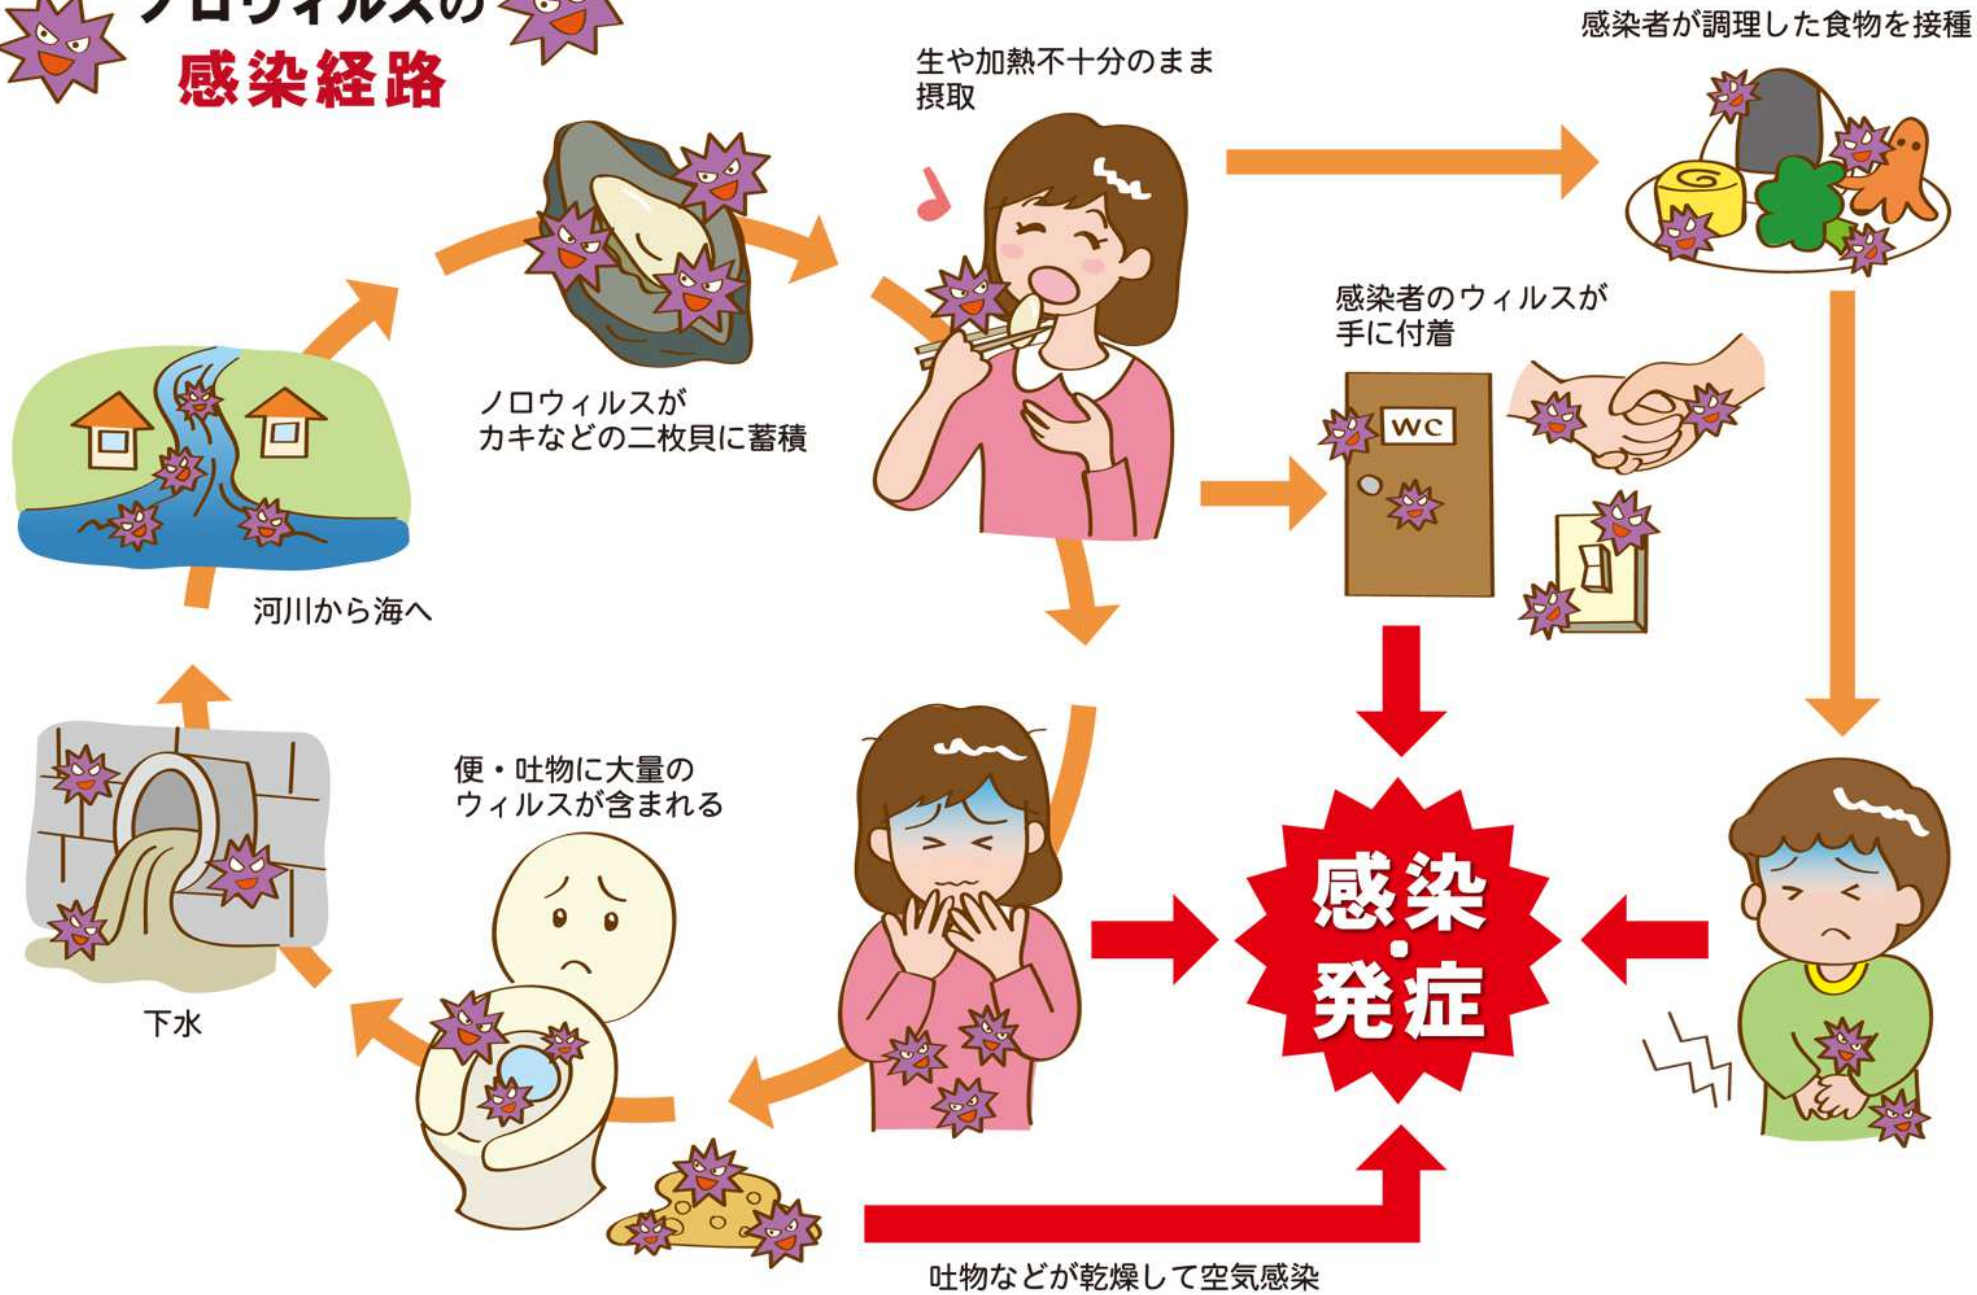 ノロウィルスの
感染経路
感染者が調理した食物を接種
生や加熱不十分のまま
摂取
感染者のウィルスが
手に付着
WC
ノロウィルスが
カキなどの二枚貝に蓄積
河川から海へ
便・吐物に大量の
ウィルスが含まれる
下水
感染
・
発症
吐物などが乾燥して空気感染